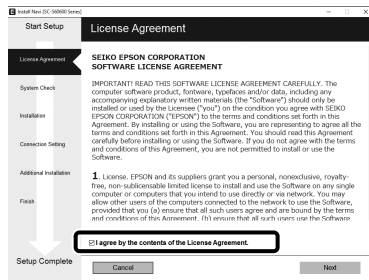 Install Navi [SC-S60600 Series]
Start Setup
License Agreement
License Agreement
System Check
Installation
Connection Setting
Additional Installation
Finish
Setup Complete
SEIKO EPSON CORPORATION
SOFTWARE LICENSE AGREEMENT
IMPORTANT! READ THIS SOFTWARE LICENSE AGREEMENT CAREFULLY. The
computer software product, fontware, typefaces and/or data, including any
accompanying explanatory written materials (the "Software") should only be
installed or used by the Licensee ("you") on the condition you agree with SEIKO
EPSON CORPORATION ("EPSON") to the terms and conditions set forth in this
Agreement. By installing or using the Software, you are representing to agree all the
terms and conditions set forth in this Agreement. You should read this Agreement
carefully before installing or using the Software. If you do not agree with the terms
and conditions of this Agreement, you are not permitted to install or use the
Software.
1. License. EPSON and its suppliers grant you a personal, nonexclusive, royalty-
free, non-sublicensable limited license to install and use the Software on any single
computer or computers that you intend to use directly or via network. You may
allow other users of the computers connected to the network to use the Software,
provided that you (a) ensure that all such users agree and are bound by the terms
and conditions of this Agreement, (b) ensure that all such users use the Software
I agree by the contents of the License Agreement.
Cancel
Next